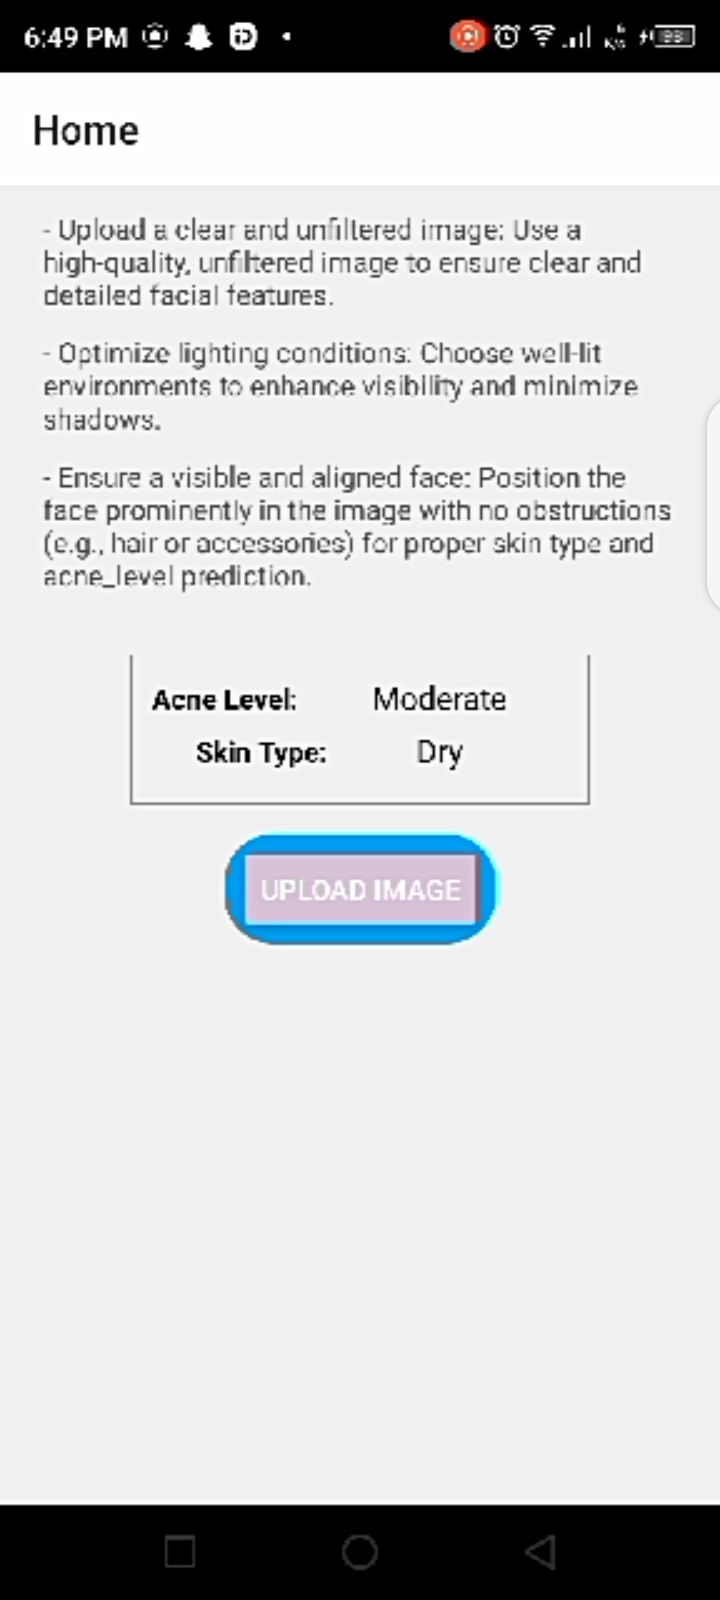 6:49 PM
Home
- Upload a clear and unfiltered image: Use a
high-quality, unfiltered image to ensure clear and
detailed facial features.
- Optimize lighting conditions: Choose well-lit
environments to enhance visibility and minimize
shadows.
- Ensure a visible and aligned face: Position the
face prominently in the image with no obstructions
(e.g., hair or accessories) for proper skin type and
acne_level prediction.
Acne Level: Moderate
Skin Type: Dry
UPLOAD IMAGE